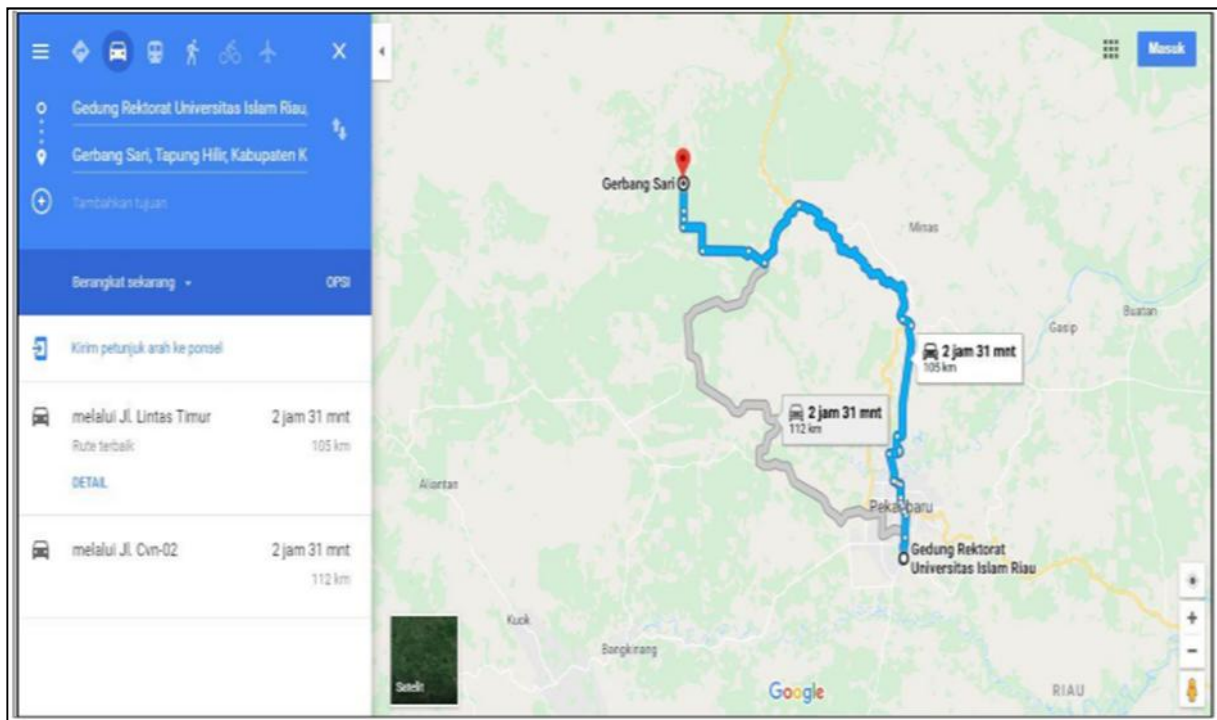 Gedung Rektorat Universitas Islam Riau,
Gerbang Sari, Tapung Hilir, Kabupaten K
Tambahkan tujuan
Berangkat sekarang
OPSI
Kirim petunjuk arah ke ponsel
melalui Jl. Lintas Timur
2 jam 31 mnt
Rute terbaik
105 km
DETAIL
melalui Jl. Cvn-02
2 jam 31 mnt
112 km
Masuk
Gerbang Sari
Minas
Buatan
Gasip
2 jam 31 mnt
105 km
2 jam 31 mnt
112 km
Aliantan
Pekanbaru
Gedung Rektorat
Universitas Islam Riau
Kuok
Bangkinang
Satelit
Google
RIAU